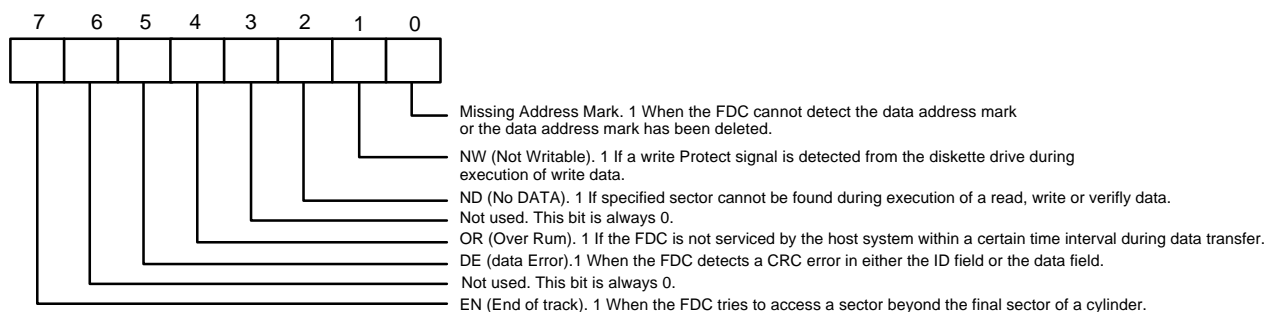 7 6 5 4 3 2 1 0
Missing Address Mark. 1 When the FDC cannot detect the data address mark
or the data address mark has been deleted.
NW (Not Writable). 1 If a write Protect signal is detected from the diskette drive during
execution of write data.
ND (No DATA). 1 If specified sector cannot be found during execution of a read, write or verifly data.
Not used. This bit is always 0.
OR (Over Rum). 1 If the FDC is not serviced by the host system within a certain time interval during data transfer.
DE (data Error).1 When the FDC detects a CRC error in either the ID field or the data field.
Not used. This bit is always 0.
EN (End of track). 1 When the FDC tries to access a sector beyond the final sector of a cylinder.